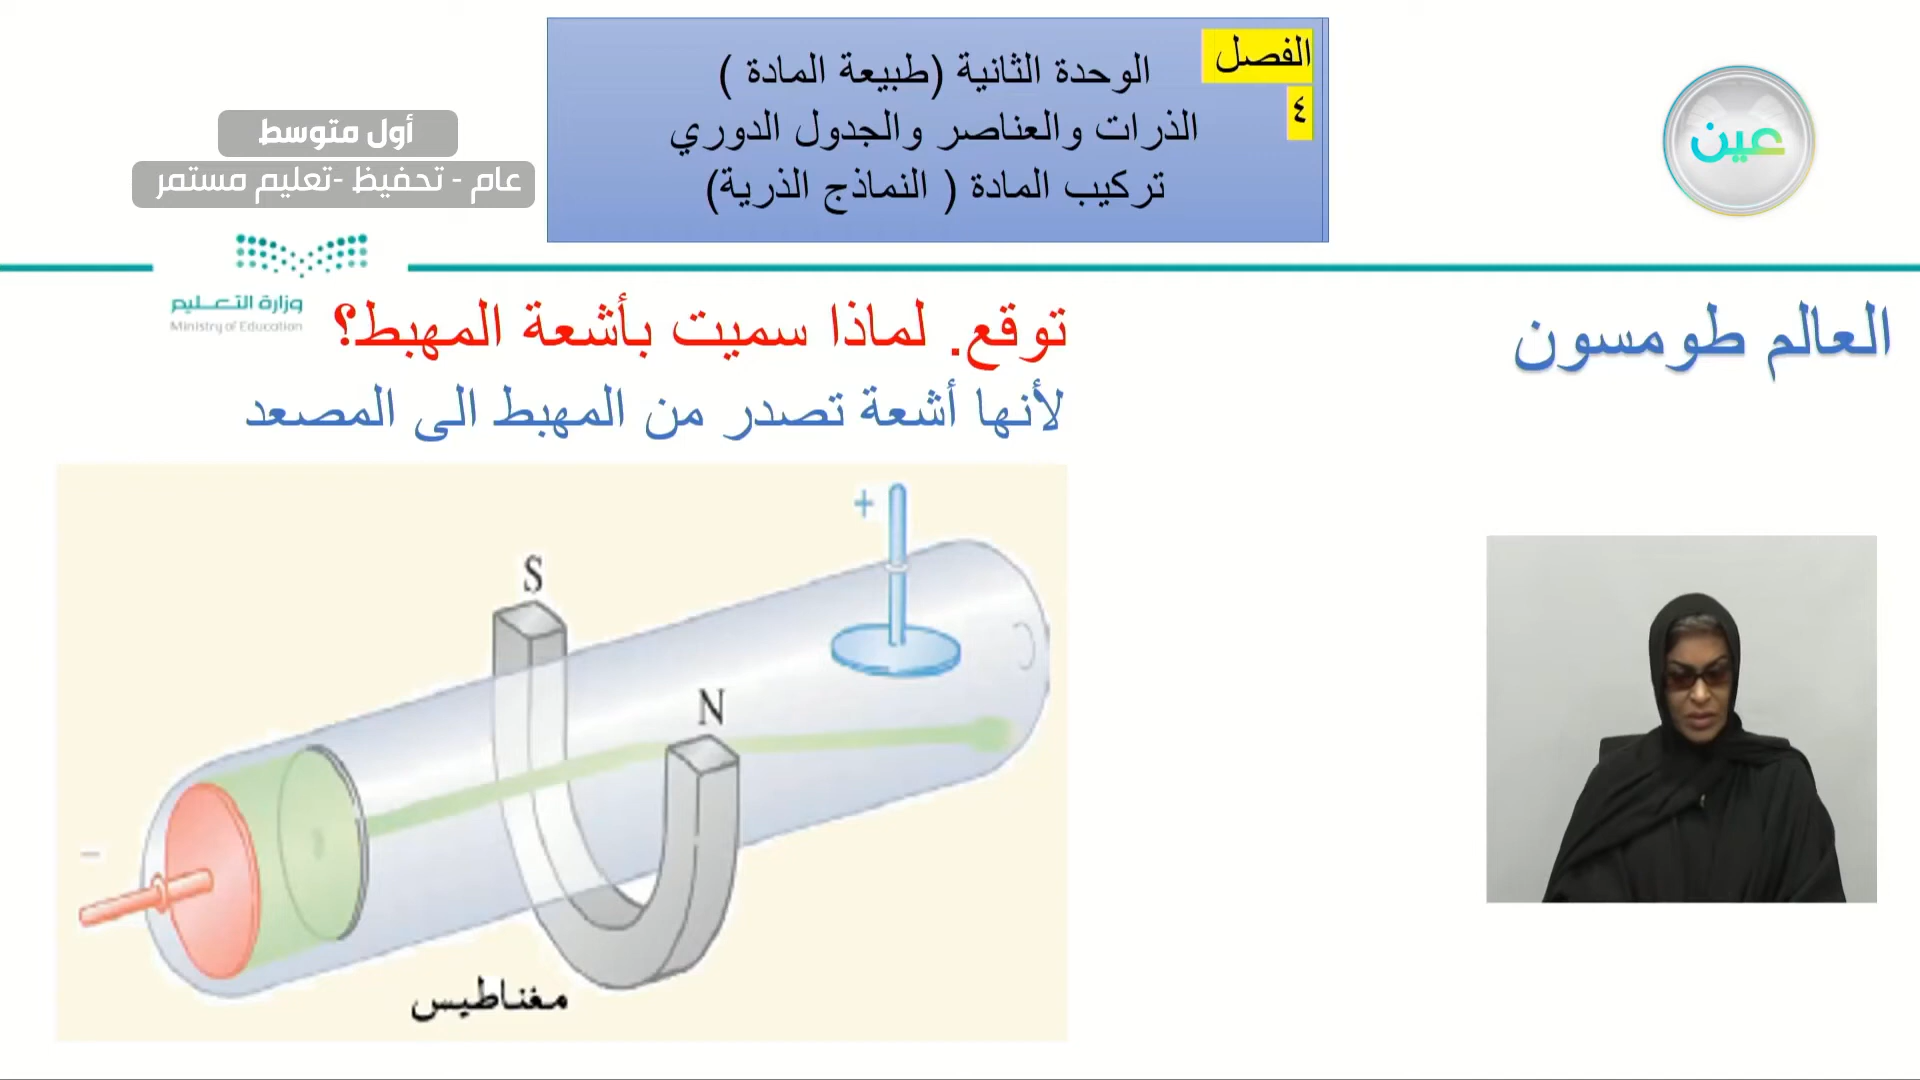 الفصل ٤
الوحدة الثانية (طبيعة المادة )
الذرات والعناصر والجدول الدوري
تركيب المادة ( النماذج الذرية)
عين
أول متوسط
عام - تحفيظ -تعليم مستمر
وزارة التعليم
Ministry of Education
العالم طومسون
توقع. لماذا سميت بأشعة المهبط؟
لأنها أشعة تصدر من المهبط الى المصعد
+
S
N
–
مغناطيس